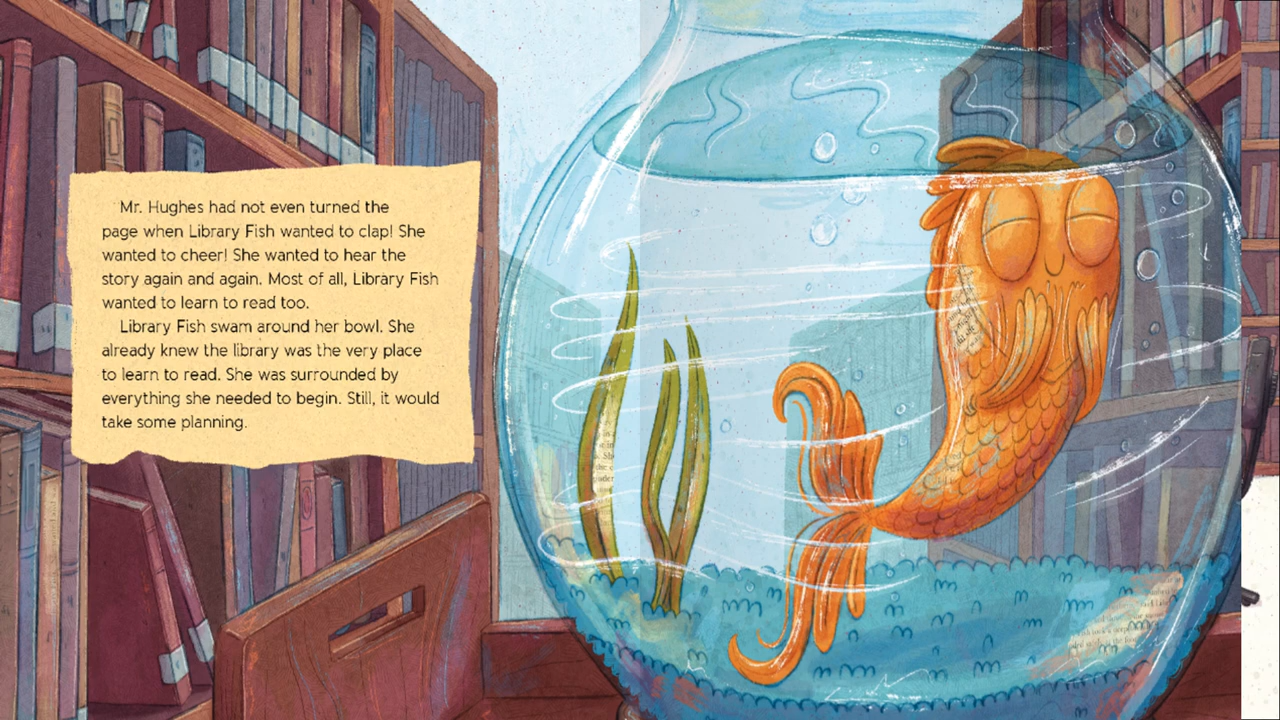 Mr. Hughes had not even turned the
page when Library Fish wanted to clap! She
wanted to cheer! She wanted to hear the
story again and again. Most of all, Library Fish
wanted to learn to read too.
Library Fish swam around her bowl. She
already knew the library was the very place
to learn to read. She was surrounded by
everything she needed to begin. Still, it would
take some planning.